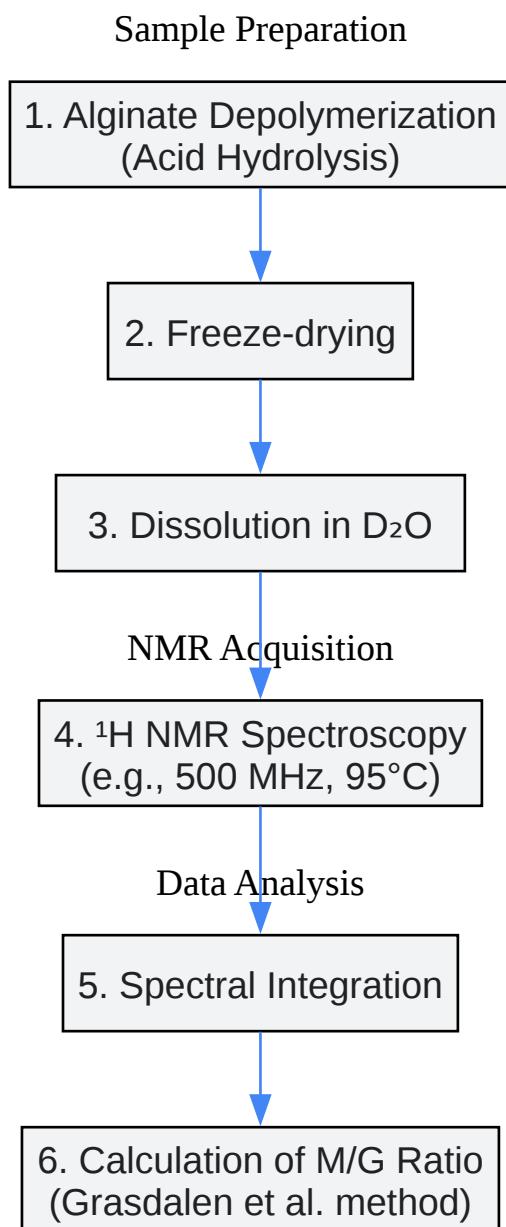 Sample Preparation
1. Alginate Depolymerization
(Acid Hydrolysis)
2. Freeze-drying
3. Dissolution in D₂O
NMR Acquisition
4. ¹H NMR Spectroscopy
(e.g., 500 MHz, 95°C)
Data Analysis
5. Spectral Integration
6. Calculation of M/G Ratio
(Grasdalen et al. method)